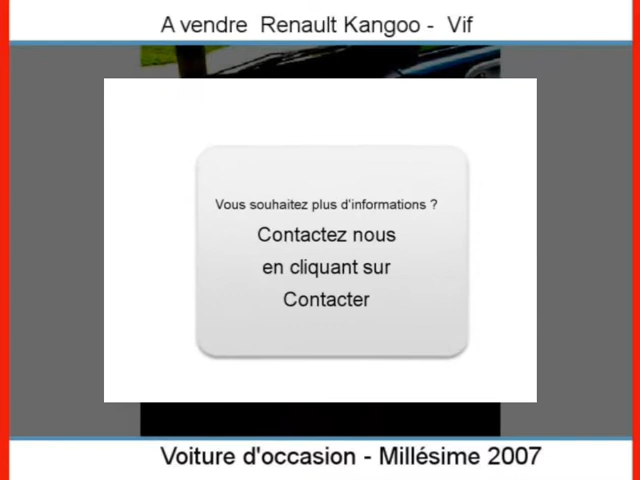 A vendre Renault Kangoo - Vif
Vous souhaitez plus d'informations ?
Contactez nous
en cliquant sur
Contacter
Voiture d'occasion - Millésime 2007